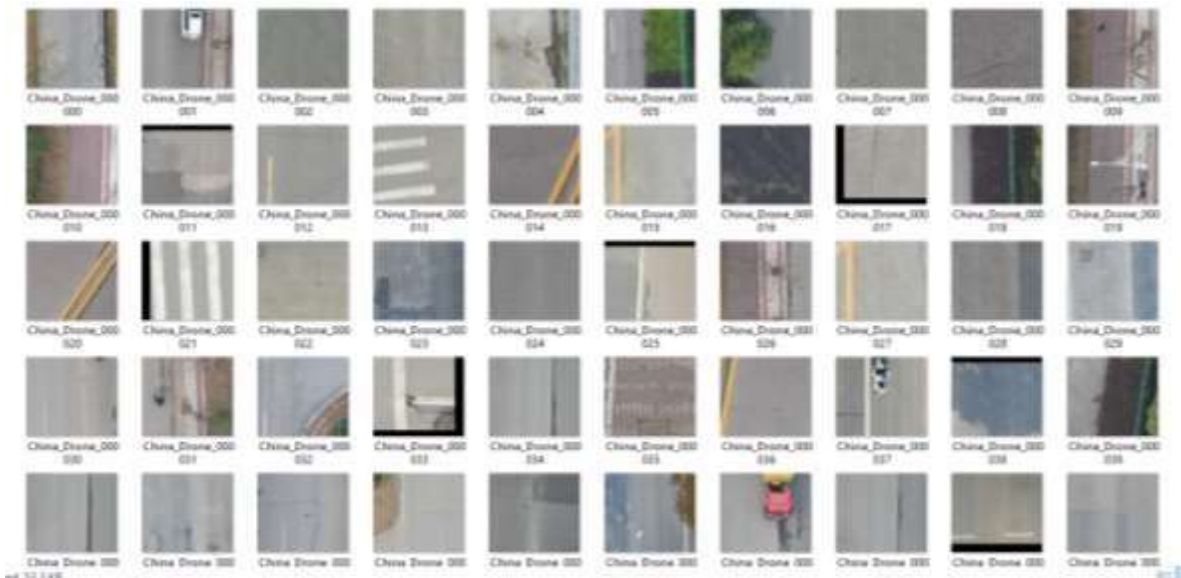 China_Drone_000
000
China_Drone_000
001
China_Drone_000
002
China_Drone_000
003
China_Drone_000
004
China_Drone_000
005
China_Drone_000
006
China_Drone_000
007
China_Drone_000
008
China_Drone_000
009
China_Drone_000
010
China_Drone_000
011
China_Drone_000
012
China_Drone_000
013
China_Drone_000
014
China_Drone_000
015
China_Drone_000
016
China_Drone_000
017
China_Drone_000
018
China_Drone_000
019
China_Drone_000
020
China_Drone_000
021
China_Drone_000
022
China_Drone_000
023
China_Drone_000
024
China_Drone_000
025
China_Drone_000
026
China_Drone_000
027
China_Drone_000
028
China_Drone_000
029
China_Drone_000
030
China_Drone_000
031
China_Drone_000
032
China_Drone_000
033
China_Drone_000
034
China_Drone_000
035
China_Drone_000
036
China_Drone_000
037
China_Drone_000
038
China_Drone_000
039
China_Drone_000
China_Drone_000
China_Drone_000
China_Drone_000
China_Drone_000
China_Drone_000
China_Drone_000
China_Drone_000
China_Drone_000
China_Drone_000